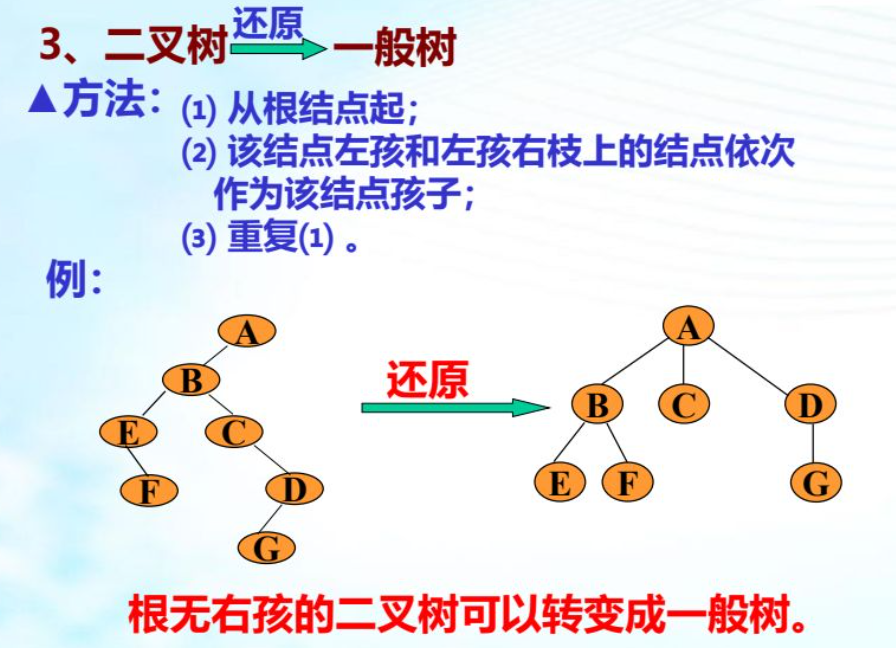 3、二叉树 还原 一般树
▲方法：⑴ 从根结点起；
⑵ 该结点左孩和左孩右枝上的结点依次
作为该结点孩子；
⑶ 重复⑴ 。
例：
A
B
E C
F D
G
还原
A
B C D
E F G
根无右孩的二叉树可以转变成一般树。